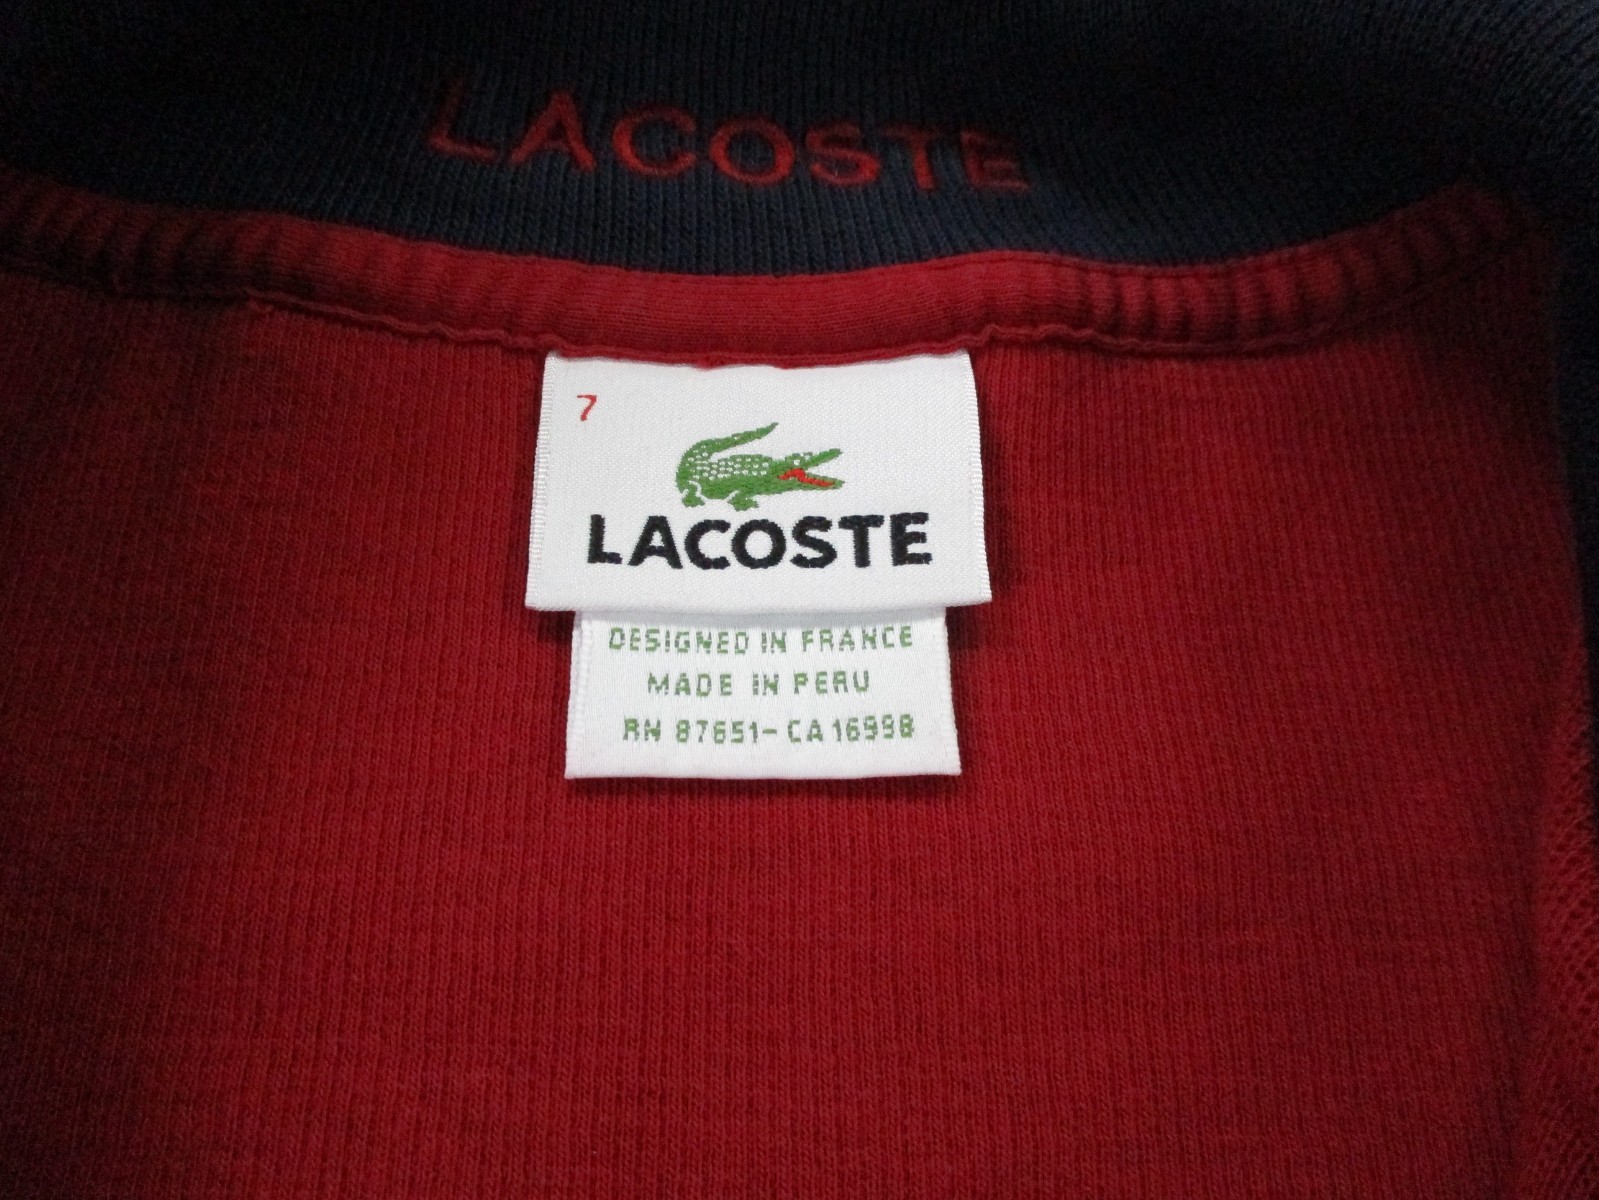 LACOSTE
7
LACOSTE
DESIGNED IN FRANCE
MADE IN PERU
RN 87651-CA 16998